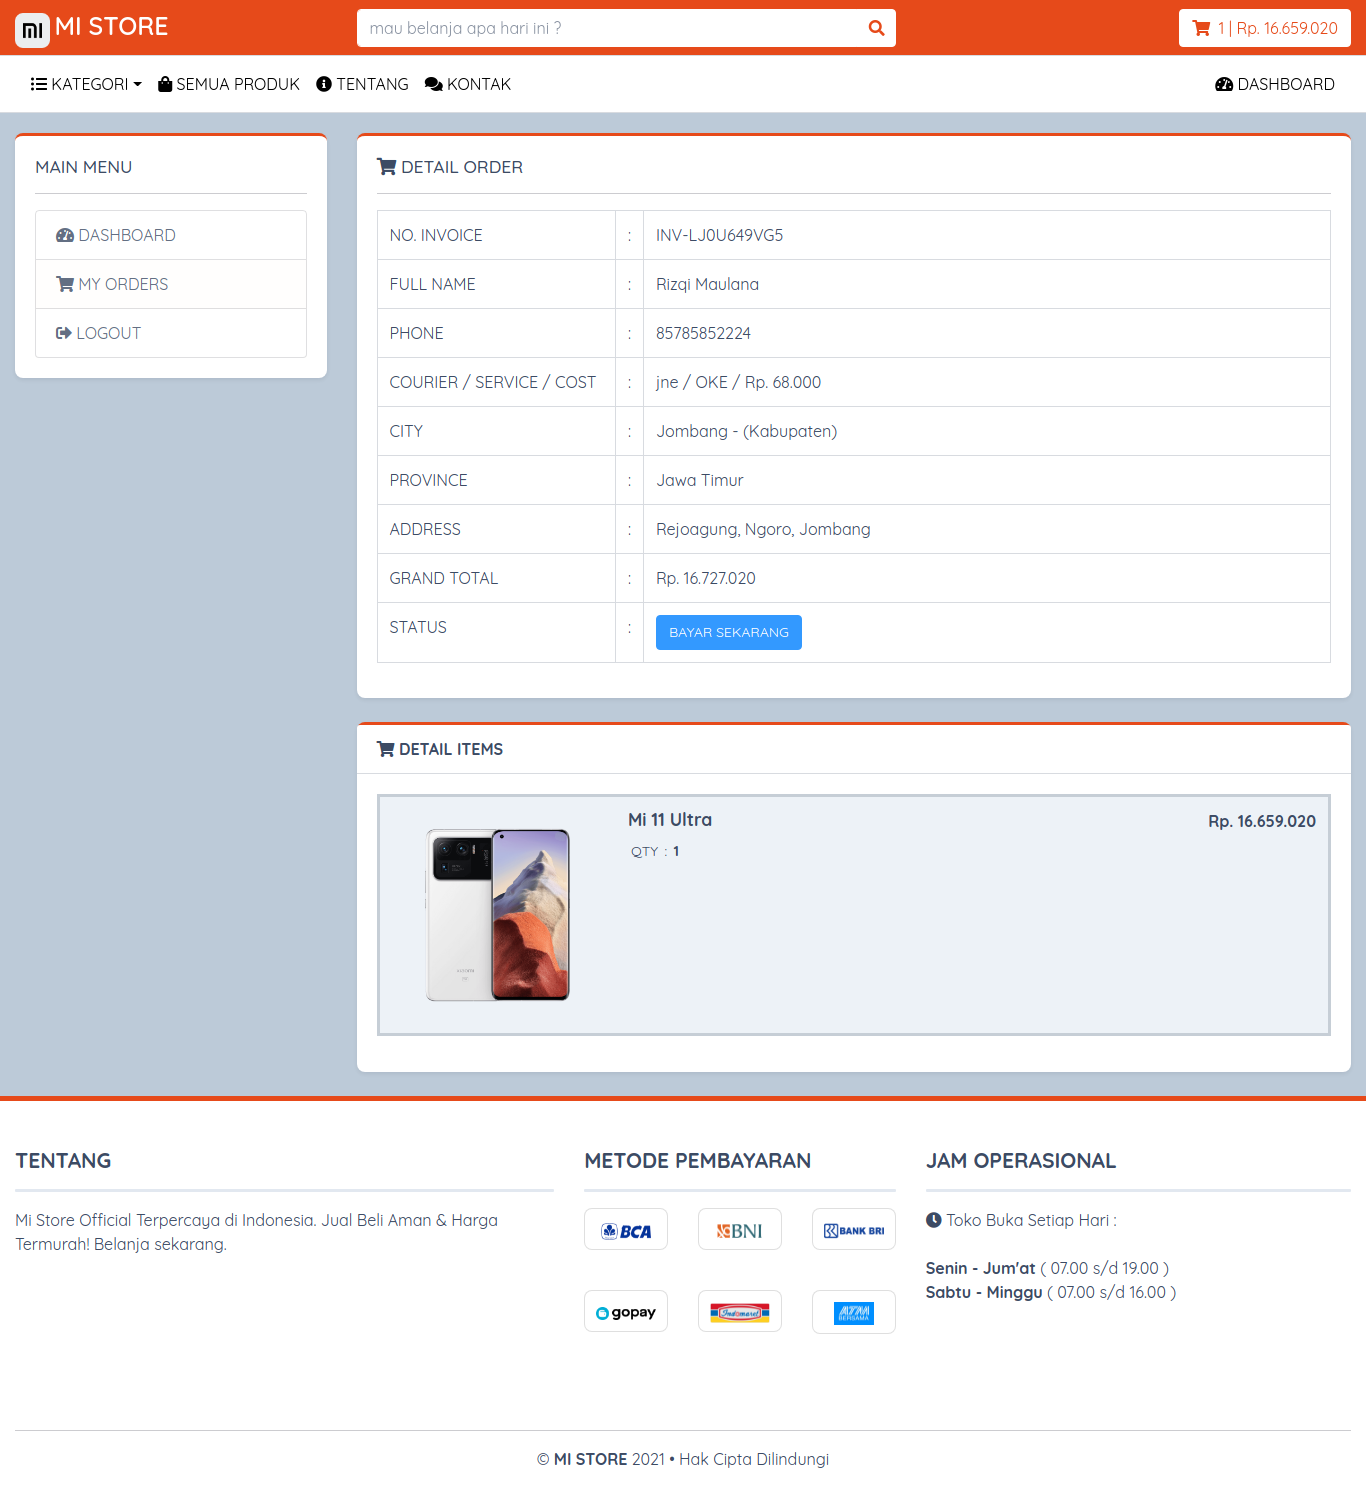 MI STORE
mau belanja apa hari ini ?
1 | Rp. 16.659.020
KATEGORI
SEMUA PRODUK
TENTANG
KONTAK
DASHBOARD
MAIN MENU
DASHBOARD
MY ORDERS
LOGOUT
DETAIL ORDER
NO. INVOICE : INV-LJ0U649VG5
FULL NAME : Rizqi Maulana
PHONE : 85785852224
COURIER / SERVICE / COST : jne / OKE / Rp. 68.000
CITY : Jombang - (Kabupaten)
PROVINCE : Jawa Timur
ADDRESS : Rejoagung, Ngoro, Jombang
GRAND TOTAL : Rp. 16.727.020
STATUS : BAYAR SEKARANG
DETAIL ITEMS
Mi 11 Ultra
Rp. 16.659.020
QTY : 1
TENTANG
Mi Store Official Terpercaya di Indonesia. Jual Beli Aman & Harga
Termurah! Belanja sekarang.
METODE PEMBAYARAN
BCA
BNI
BANK BRI
gopay
Indomaret
ATM
BERSAMA
JAM OPERASIONAL
Toko Buka Setiap Hari :
Senin - Jum'at ( 07.00 s/d 19.00 )
Sabtu - Minggu ( 07.00 s/d 16.00 )
© MI STORE 2021 • Hak Cipta Dilindungi